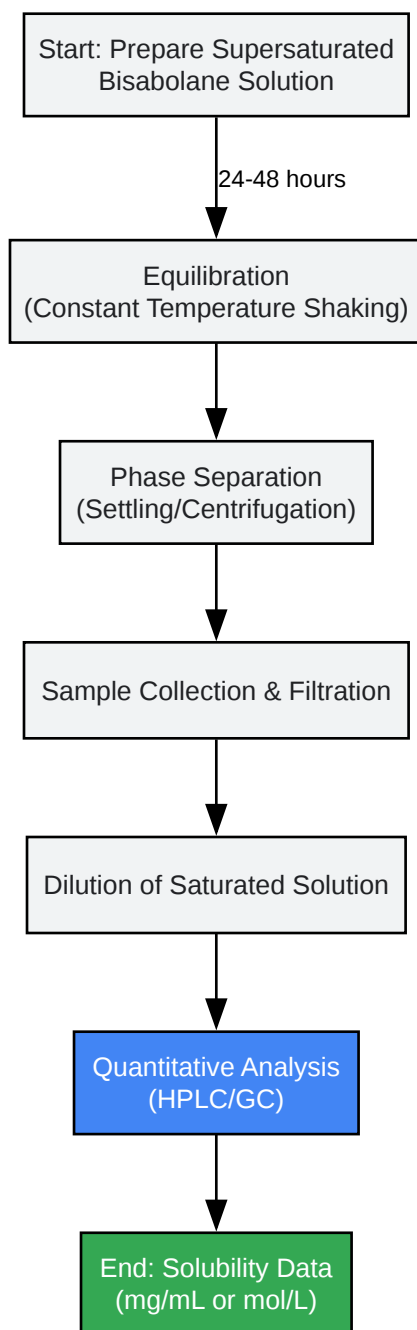 Start: Prepare Supersaturated
Bisabolane Solution
24-48 hours
Equilibration
(Constant Temperature Shaking)
Phase Separation
(Settling/Centrifugation)
Sample Collection & Filtration
Dilution of Saturated Solution
Quantitative Analysis
(HPLC/GC)
End: Solubility Data
(mg/mL or mol/L)